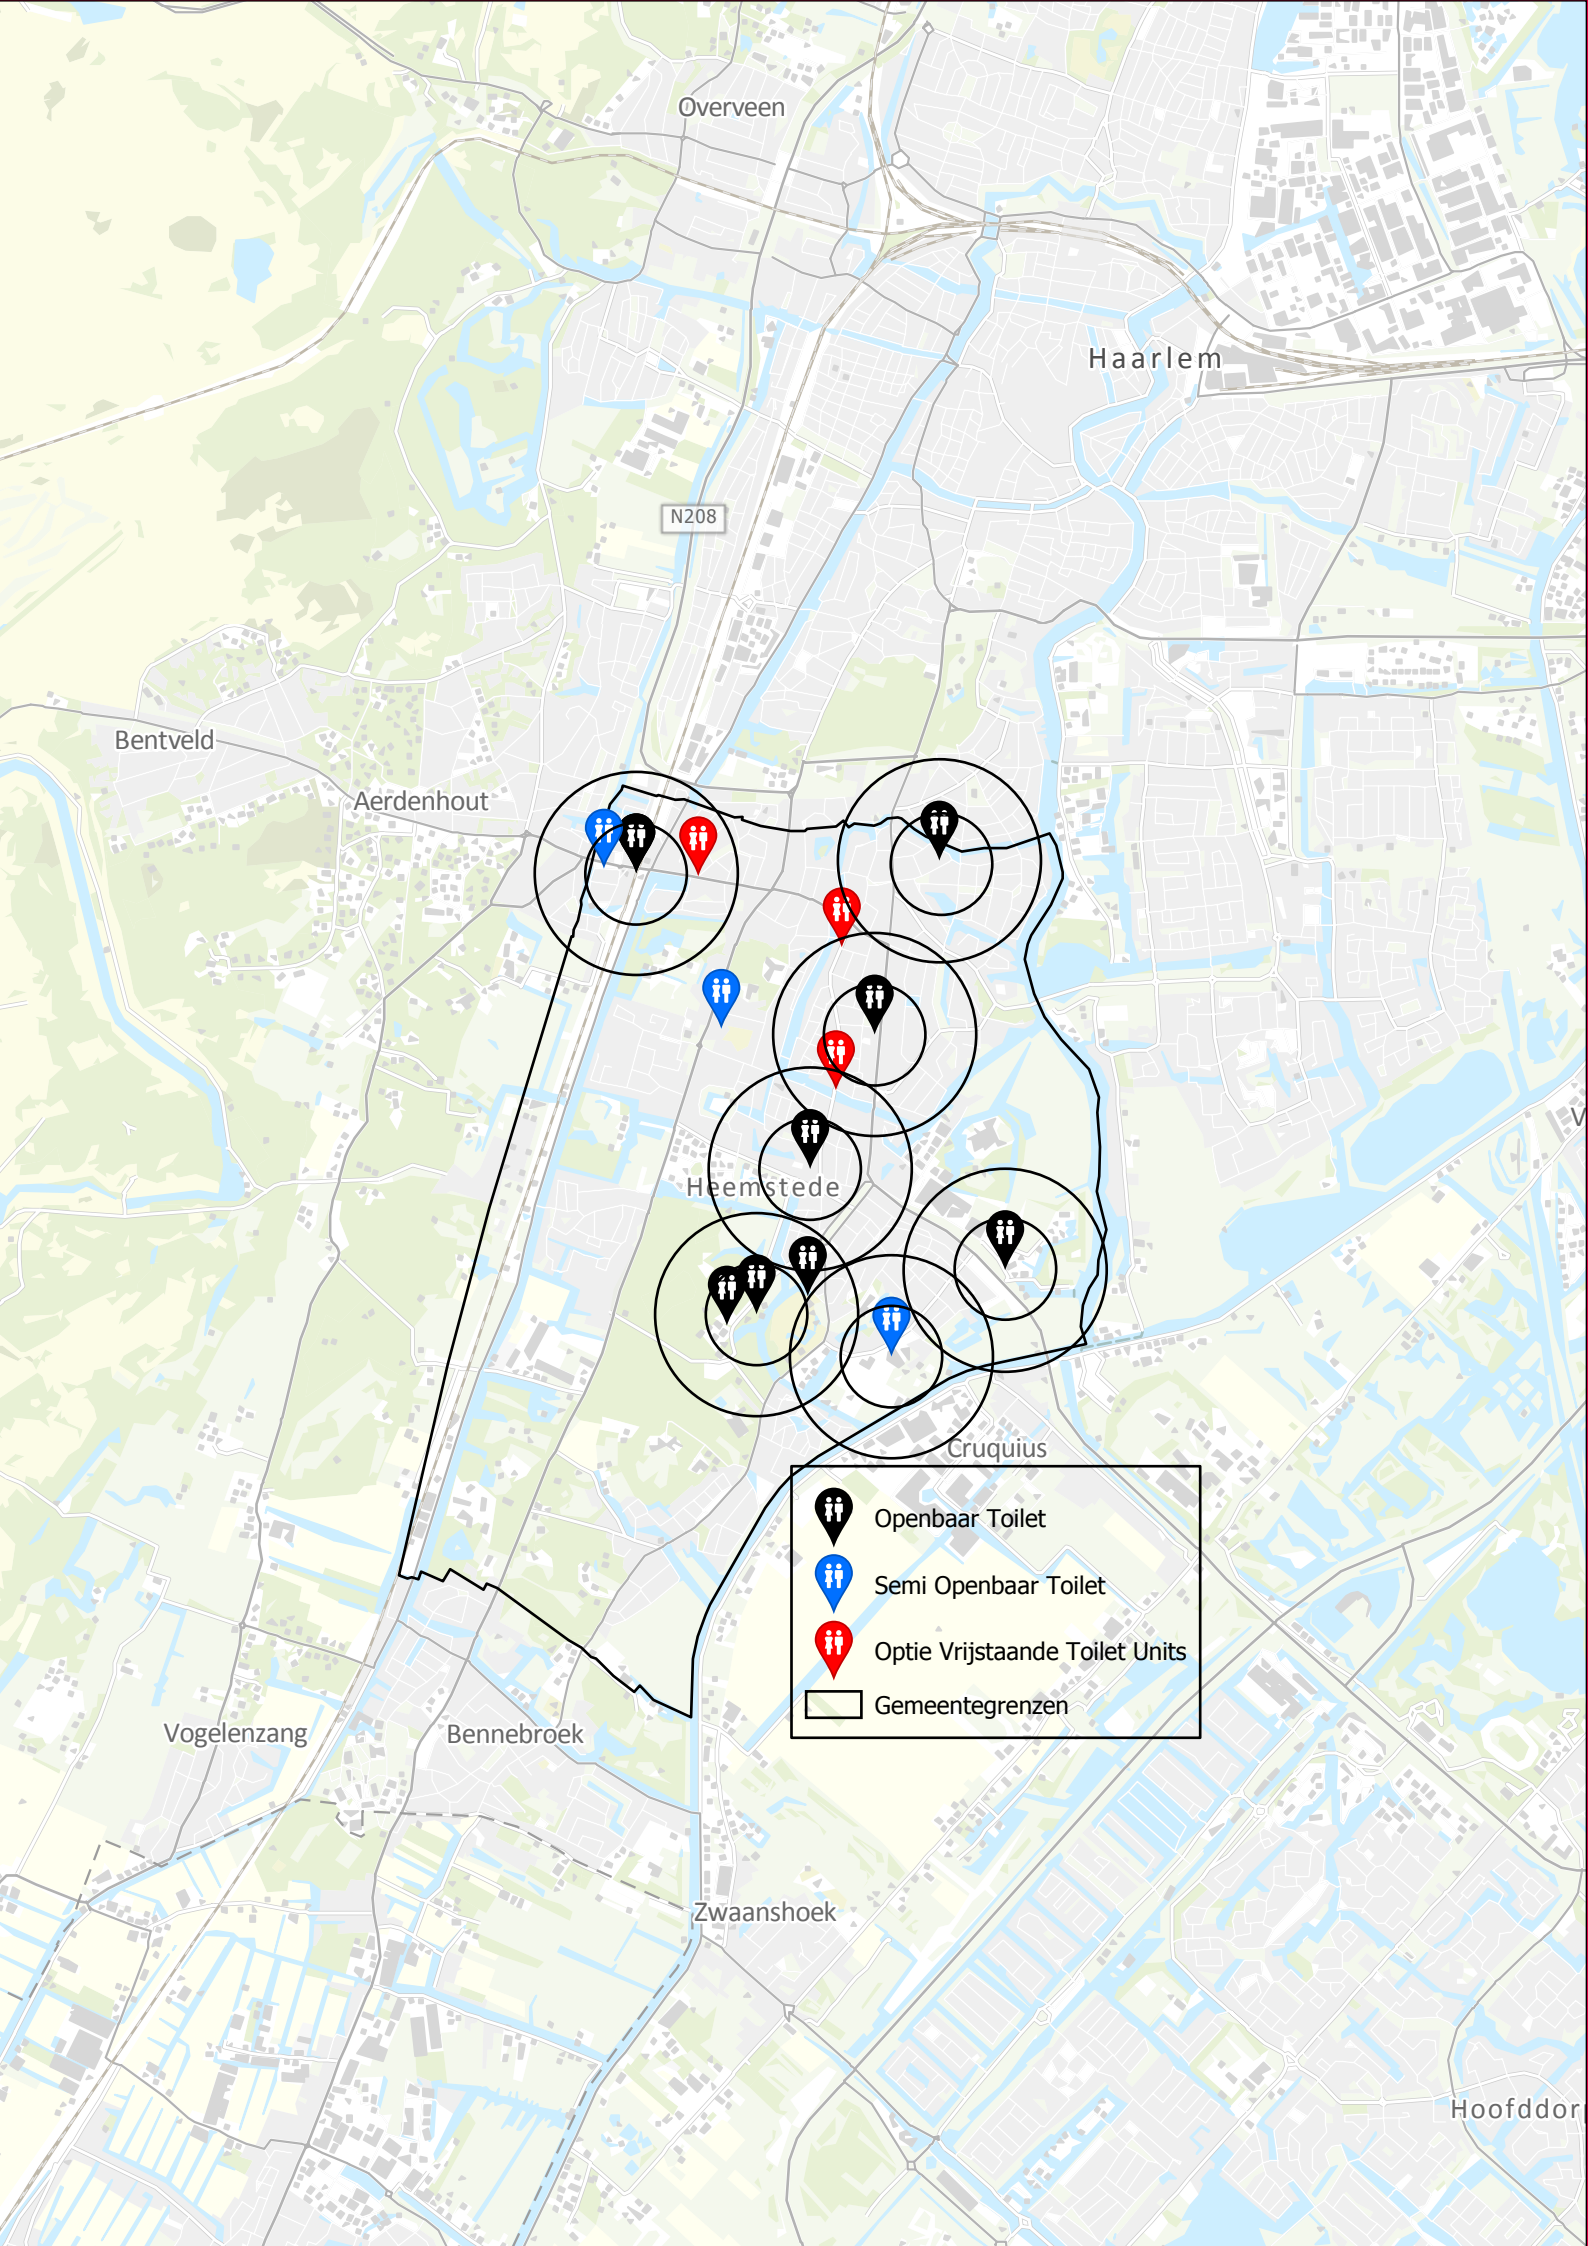 Overveen
Haarlem
N208
Bentveld
Aerdenhout
V
Heemstede
Cruquius
Openbaar Toilet
Semi Openbaar Toilet
Optie Vrijstaande Toilet Units
Gemeentegrenzen
Vogelenzang
Bennebroek
Zwaanshoek
Hoofddor